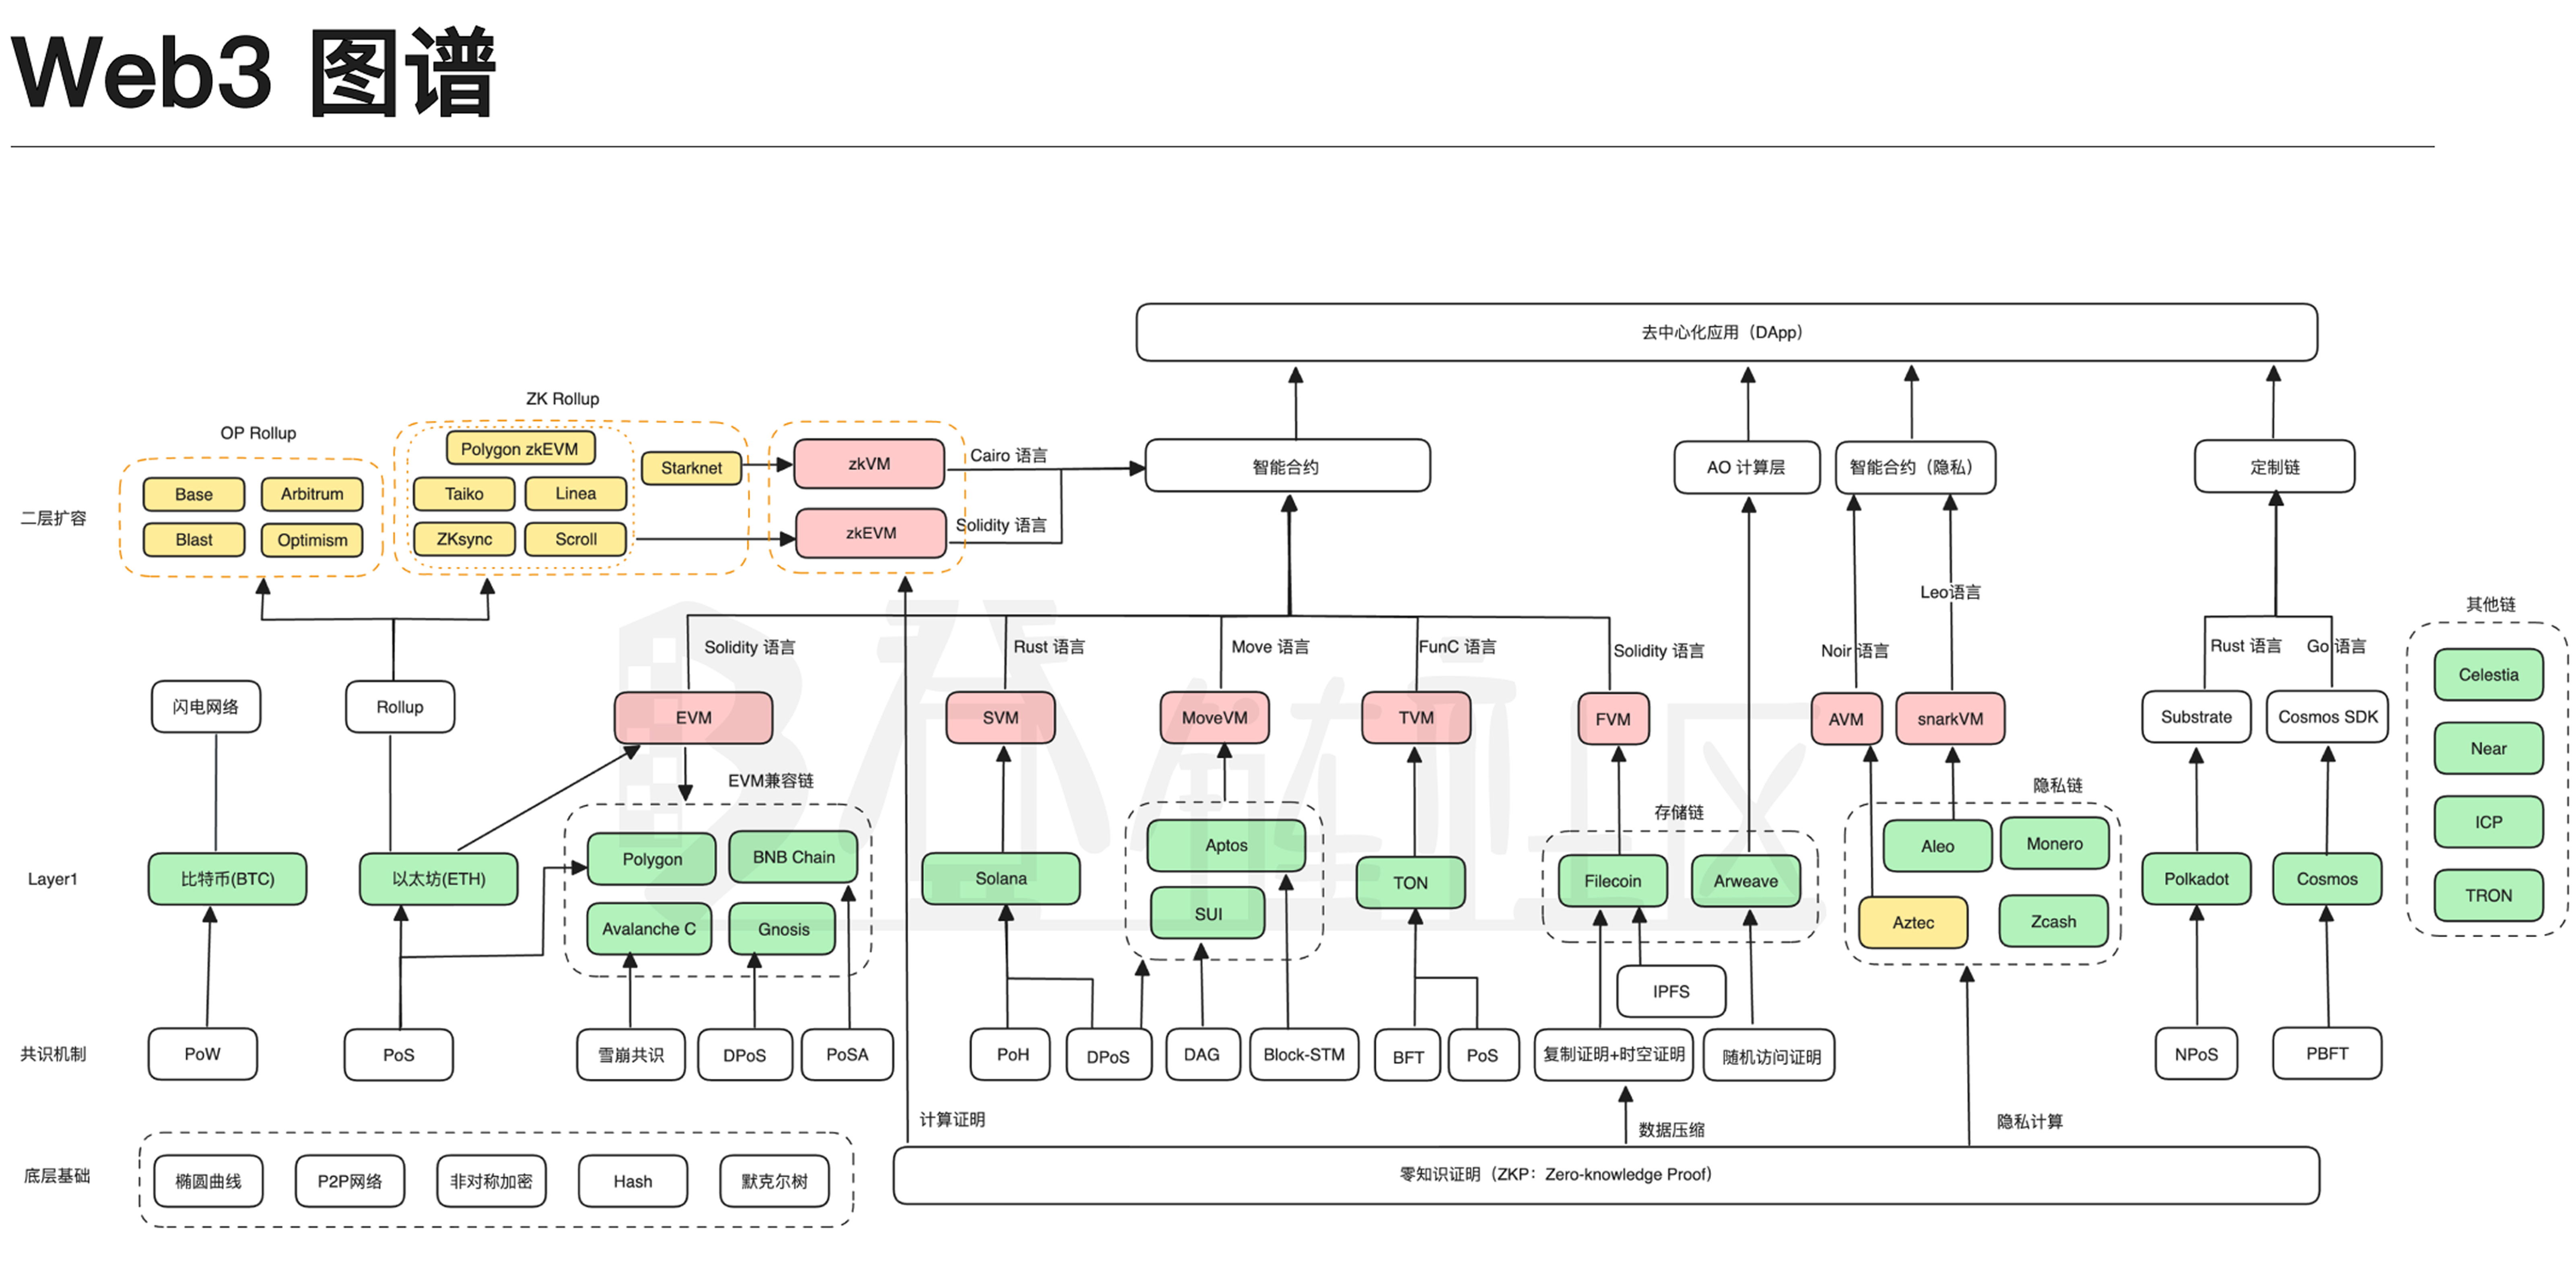 Web3 图谱
去中心化应用（DApp）
ZK Rollup
OP Rollup
Polygon zkEVM
Starknet
zkVM
Cairo 语言
智能合约
AO 计算层
智能合约（隐私）
定制链
Base
Arbitrum
Taiko
Linea
二层扩容
Blast
Optimism
ZKsync
Scroll
zkEVM
Solidity 语言
Leo语言
其他链
Solidity 语言
Rust 语言
Move 语言
FunC 语言
Solidity 语言
Noir 语言
Rust 语言
Go 语言
Celestia
闪电网络
Rollup
EVM
SVM
MoveVM
TVM
FVM
AVM
snarkVM
Substrate
Cosmos SDK
Near
EVM兼容链
存储链
隐私链
ICP
Layer1
比特币(BTC)
以太坊(ETH)
Polygon
BNB Chain
Solana
Aptos
TON
Filecoin
Arweave
Aleo
Monero
Polkadot
Cosmos
TRON
Avalanche C
Gnosis
SUI
Aztec
Zcash
IPFS
共识机制
PoW
PoS
雪崩共识
DPoS
PoSA
PoH
DPoS
DAG
Block-STM
BFT
PoS
复制证明+时空证明
随机访问证明
NPoS
PBFT
计算证明
数据压缩
隐私计算
底层基础
椭圆曲线
P2P网络
非对称加密
Hash
默克尔树
零知识证明（ZKP：Zero-knowledge Proof）